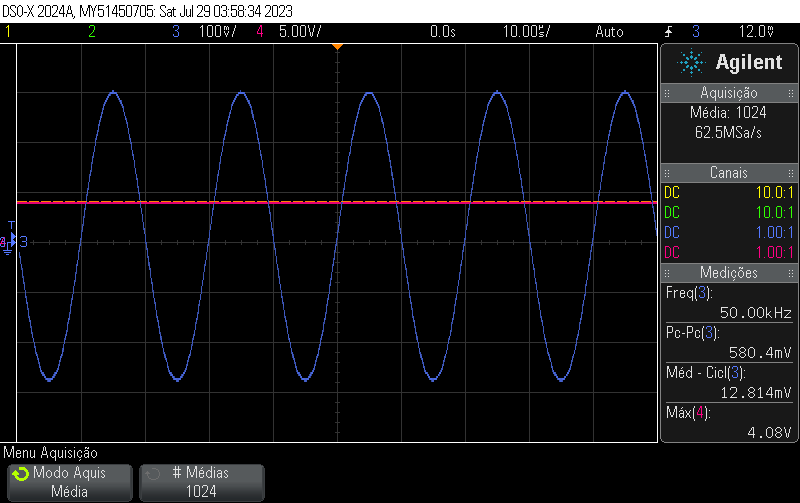 DSO-X 2024A, MY51450705: Sat Jul 29 03:58:34 2023
1 2 3 100mV/ 4 5.00V/ 0.0s 10.00us/ Auto 3 12.0mV
Agilent
Aquisição
Média: 1024
62.5MSa/s
Canais
DC 10.0:1
DC 10.0:1
DC 1.00:1
DC 1.00:1
Medições
Freq(3):
50.00kHz
Pc-Pc(3):
580.4mV
Méd - Cicl(3):
12.814mV
Máx(4):
4.08V
T
3
Menu Aquisição
Modo Aquis
Média
# Médias
1024